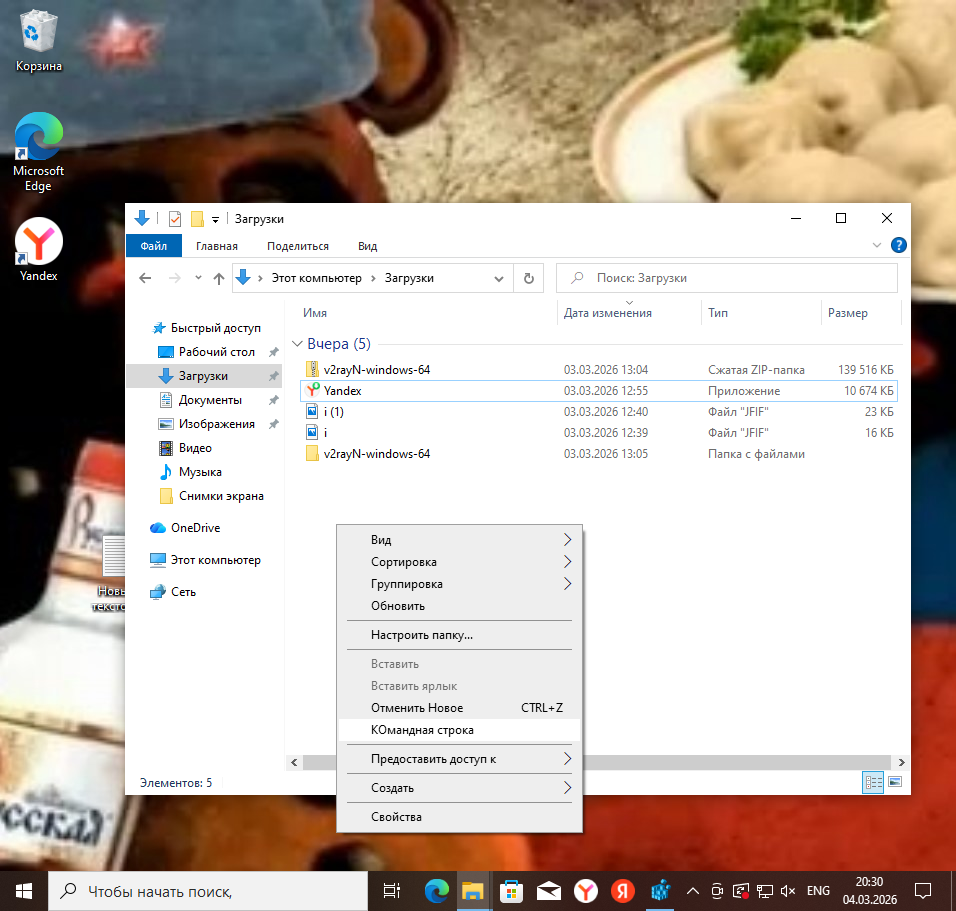 Корзина
Microsoft
Edge
Yandex
Загрузки
Файл
Главная
Поделиться
Вид
?
Этот компьютер
Загрузки
Поиск: Загрузки
Имя
Дата изменения
Тип
Размер
Быстрый доступ
Рабочий стол
Загрузки
Документы
Изображения
Видео
Музыка
Снимки экрана
OneDrive
Этот компьютер
Сеть
Вчера (5)
v2rayN-windows-64 03.03.2026 13:04 Сжатая ZIP-папка 139 516 КБ
Yandex 03.03.2026 12:55 Приложение 10 674 КБ
i (1) 03.03.2026 12:40 Файл "JFIF" 23 КБ
i 03.03.2026 12:39 Файл "JFIF" 16 КБ
v2rayN-windows-64 03.03.2026 13:05 Папка с файлами
Вид
Сортировка
Группировка
Обновить
Настроить папку...
Вставить
Вставить ярлык
Отменить Новое CTRL+Z
КОмандная строка
Предоставить доступ к
Создать
Свойства
Элементов: 5
Новы
тексто
сская
Чтобы начать поиск,
Я
ENG
20:30
04.03.2026